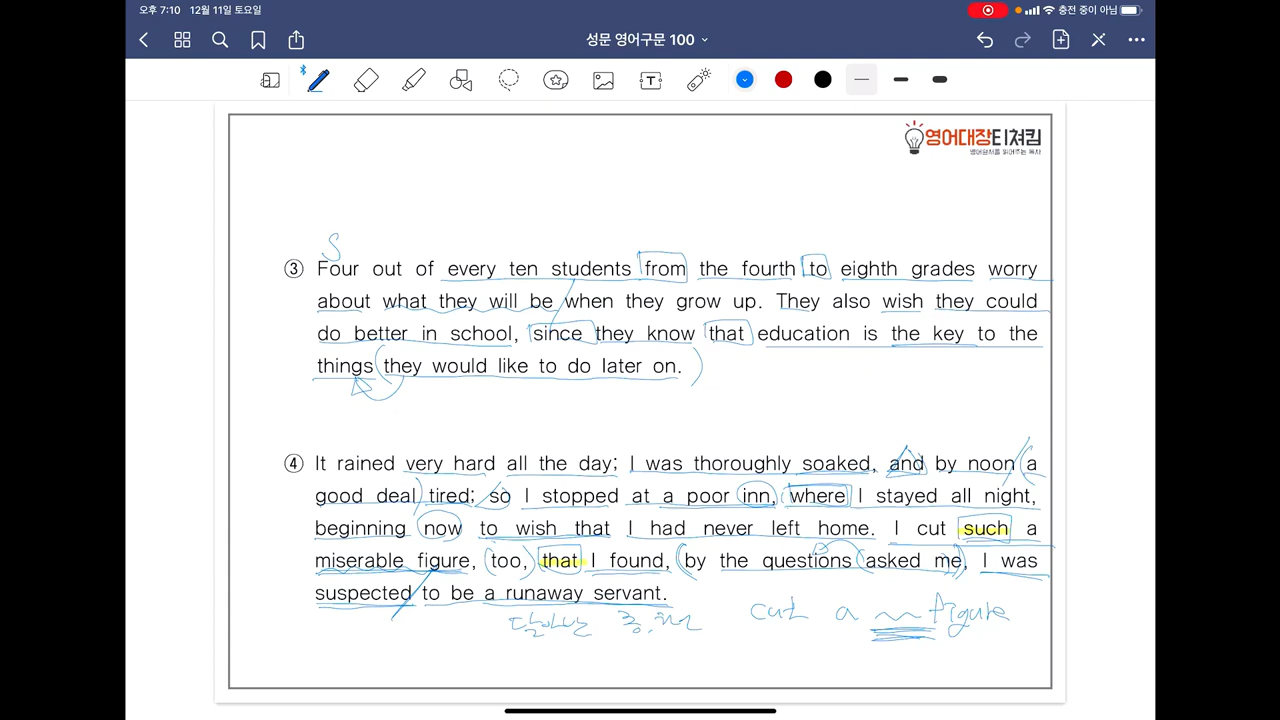 오후 7:10 12월 11일 토요일
충전 중이 아님
성문 영어구문 100
영어대장티쳐킴
S
③ Four out of every ten students from the fourth to eighth grades worry
about what they will be when they grow up. They also wish they could
do better in school, since they know that education is the key to the
things they would like to do later on.
④ It rained very hard all the day; I was thoroughly soaked, and by noon a
good deal tired; so I stopped at a poor inn, where I stayed all night,
beginning now to wish that I had never left home. I cut such a
miserable figure, too, that I found, by the questions asked me, I was
suspected to be a runaway servant.
cut a figure
달아난